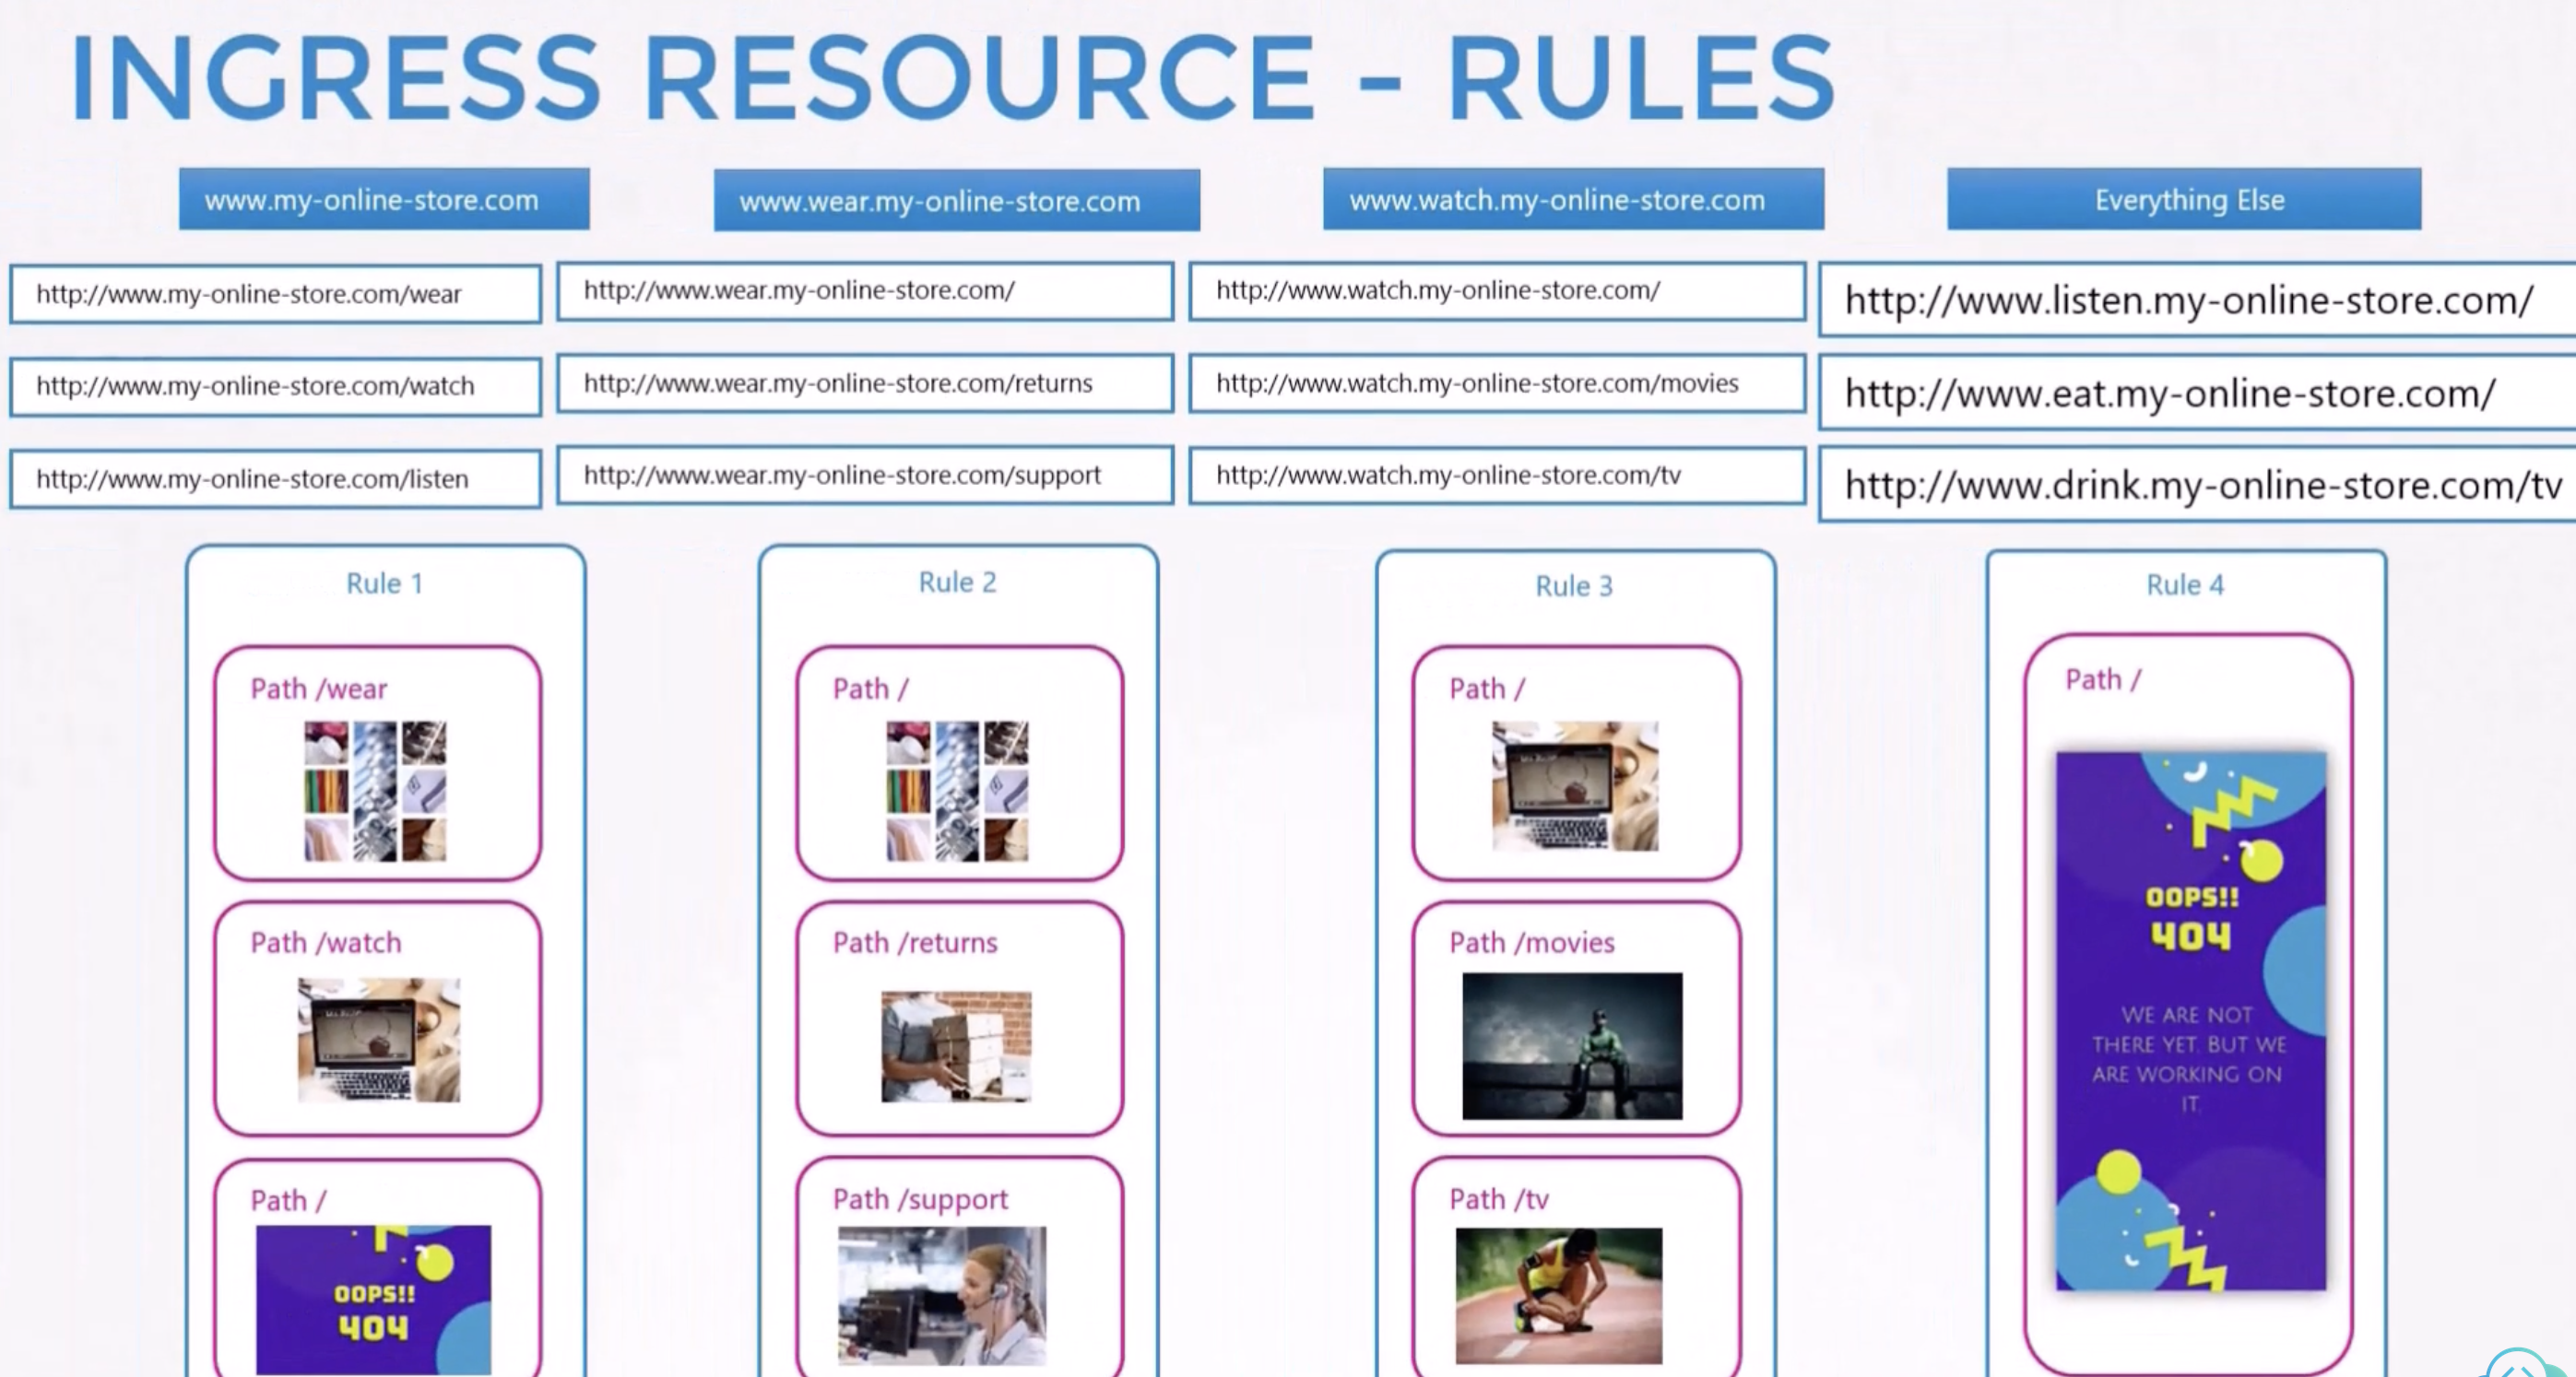 INGRESS RESOURCE - RULES
www.my-online-store.com
www.wear.my-online-store.com
www.watch.my-online-store.com
Everything Else
http://www.my-online-store.com/wear
http://www.wear.my-online-store.com/
http://www.watch.my-online-store.com/
http://www.listen.my-online-store.com/
http://www.my-online-store.com/watch
http://www.wear.my-online-store.com/returns
http://www.watch.my-online-store.com/movies
http://www.eat.my-online-store.com/
http://www.my-online-store.com/listen
http://www.wear.my-online-store.com/support
http://www.watch.my-online-store.com/tv
http://www.drink.my-online-store.com/tv
Rule 1
Path /wear
Path /watch
Path /
OOPS!!
404
Rule 2
Path /
Path /returns
Path /support
Rule 3
Path /
Path /movies
Path /tv
Rule 4
Path /
OOPS!!
404
WE ARE NOT
THERE YET. BUT WE
ARE WORKING ON
IT.